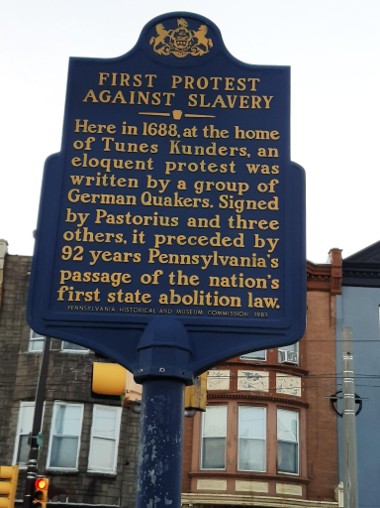 FIRST PROTEST
AGAINST SLAVERY
Here in 1688, at the home
of Tunes Kunders, an
eloquent protest was
written by a group of
German Quakers. Signed
by Pastorius and three
others, it preceded by
92 years Pennsylvania's
passage of the nation's
first state abolition law.
PENNSYLVANIA HISTORICAL AND MUSEUM COMMISSION 1983